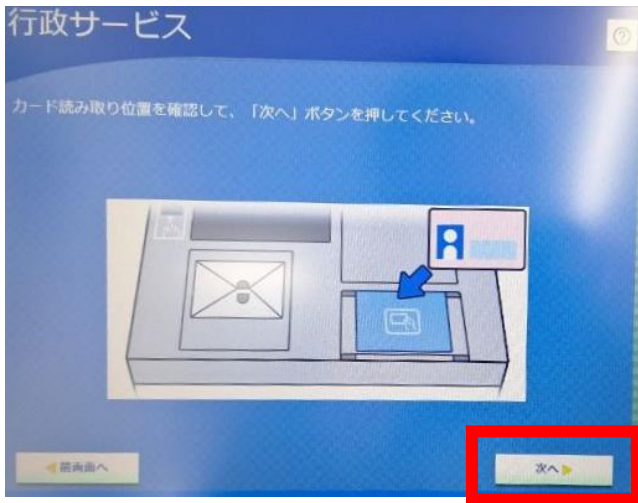 行政サービス
カード読み取り位置を確認して、「次へ」ボタンを押してください。
前画面へ
次へ